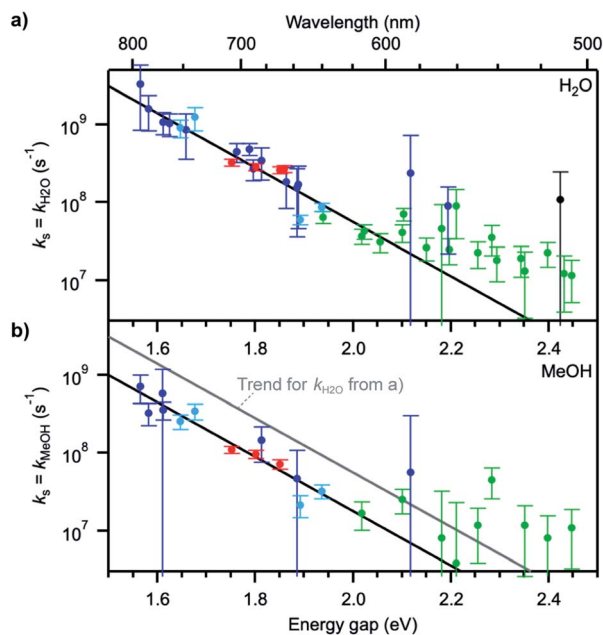 Wavelength (nm)
a)
800
700
600
500
H₂O
10⁹
10⁸
10⁷
kₛ = k_H2O (s⁻¹)
1.6
1.8
2.0
2.2
2.4
b)
MeOH
Trend for k_H2O from a)
10⁹
10⁸
10⁷
kₛ = k_MeOH (s⁻¹)
1.6
1.8
2.0
2.2
2.4
Energy gap (eV)